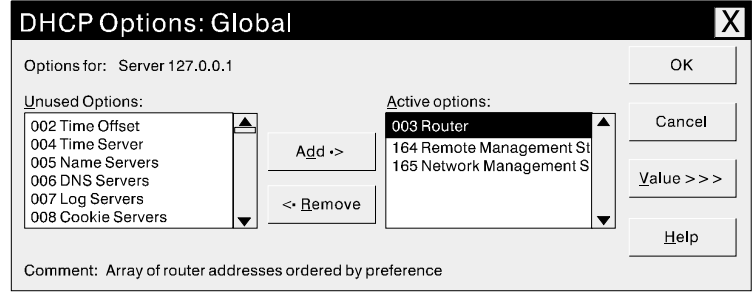 DHCP Options: Global
X
Options for: Server 127.0.0.1
OK
Unused Options:
Active options:
002 Time Offset
004 Time Server
005 Name Servers
006 DNS Servers
007 Log Servers
008 Cookie Servers
Add ->
<- Remove
003 Router
164 Remote Management St
165 Network Management S
Cancel
Value >>>
Help
Comment: Array of router addresses ordered by preference